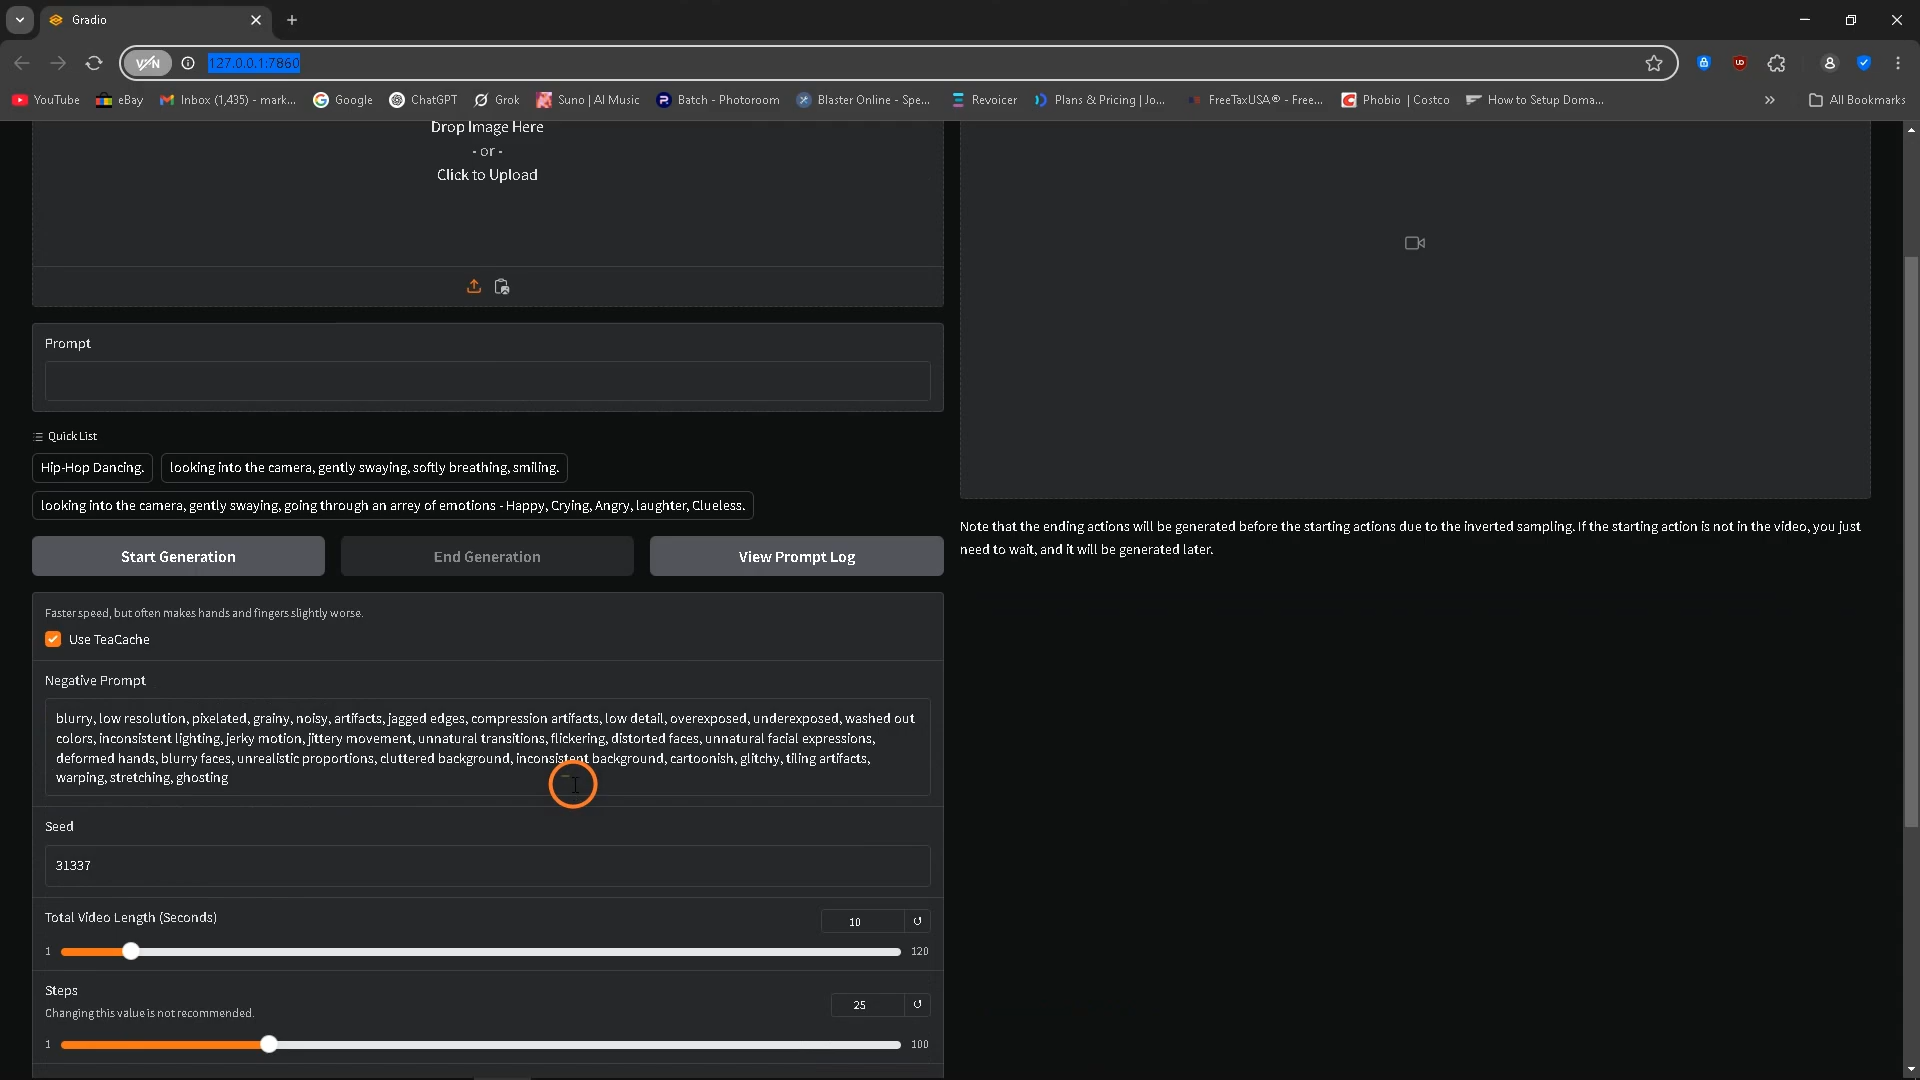 Gradio
VPN
127.0.0.1:7860
YouTube
eBay
Inbox (1,435) - mark...
Google
ChatGPT
Grok
Suno | AI Music
Batch - Photoroom
Blaster Online - Spe...
Revoicer
Plans & Pricing | Jo...
FreeTaxUSA® - Free...
Phobio | Costco
How to Setup Doma...
All Bookmarks
Drop Image Here
- or -
Click to Upload
Prompt
Quick List
Hip-Hop Dancing.
looking into the camera, gently swaying, softly breathing, smiling.
looking into the camera, gently swaying, going through an arrey of emotions - Happy, Crying, Angry, laughter, Clueless.
Start Generation
End Generation
View Prompt Log
Note that the ending actions will be generated before the starting actions due to the inverted sampling. If the starting action is not in the video, you just
need to wait, and it will be generated later.
Faster speed, but often makes hands and fingers slightly worse.
Use TeaCache
Negative Prompt
blurry, low resolution, pixelated, grainy, noisy, artifacts, jagged edges, compression artifacts, low detail, overexposed, underexposed, washed out
colors, inconsistent lighting, jerky motion, jittery movement, unnatural transitions, flickering, distorted faces, unnatural facial expressions,
deformed hands, blurry faces, unrealistic proportions, cluttered background, inconsistent background, cartoonish, glitchy, tiling artifacts,
warping, stretching, ghosting
Seed
31337
Total Video Length (Seconds)
10
1
120
Steps
Changing this value is not recommended.
25
1
100